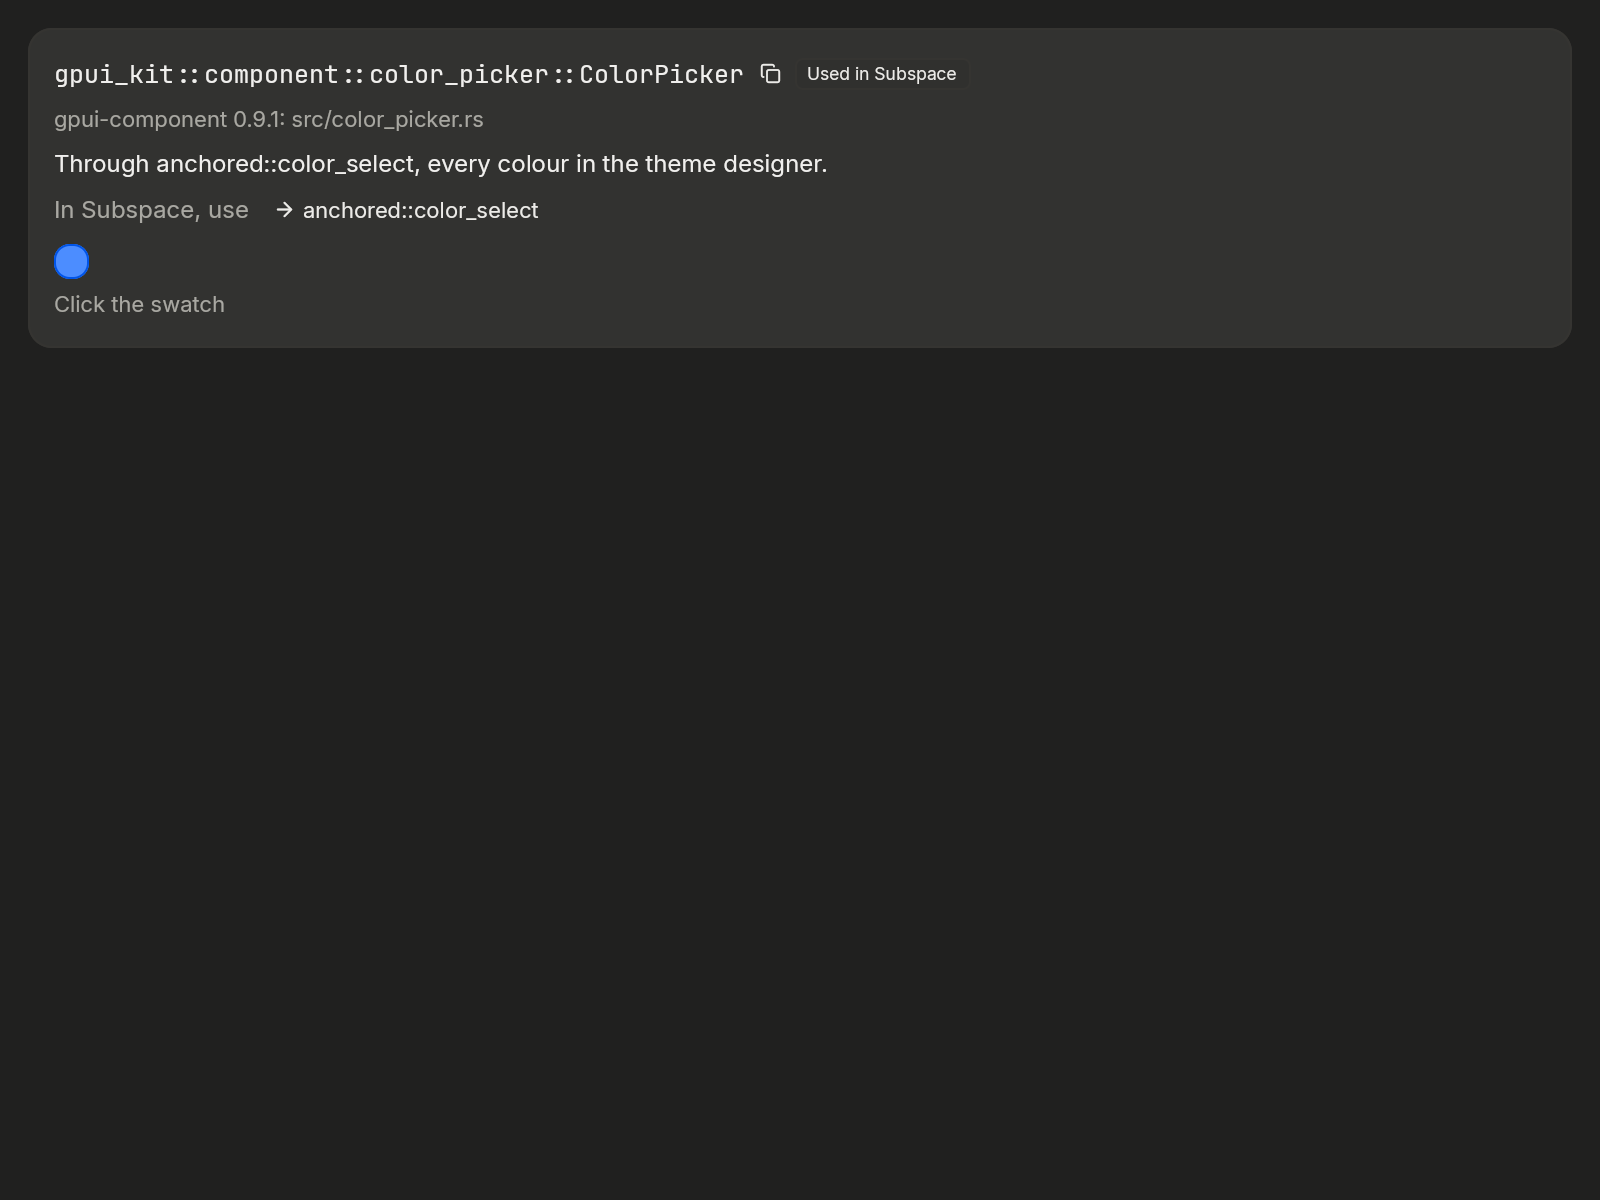 gpui_kit::component::color_picker::ColorPicker Used in Subspace
gpui-component 0.9.1: src/color_picker.rs
Through anchored::color_select, every colour in the theme designer.
In Subspace, use → anchored::color_select
Click the swatch